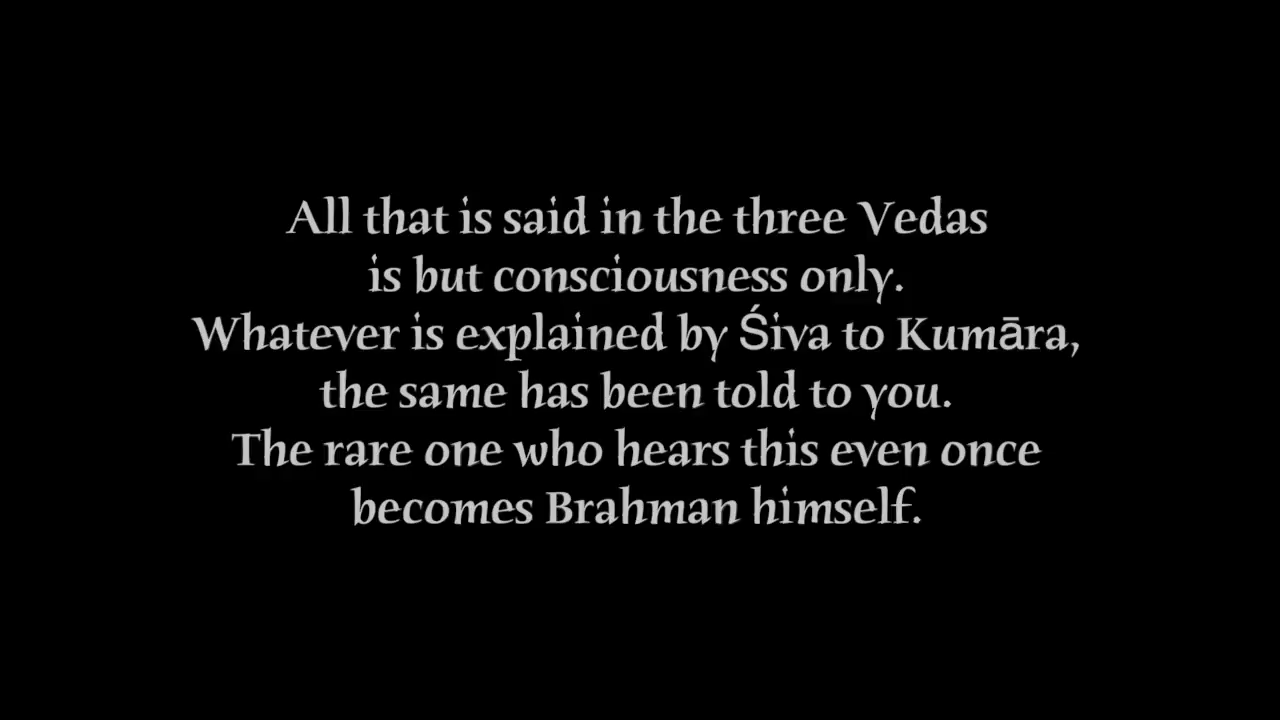 All that is said in the three Vedas
is but consciousness only.
Whatever is explained by Śiva to Kumāra,
the same has been told to you.
The rare one who hears this even once
becomes Brahman himself.